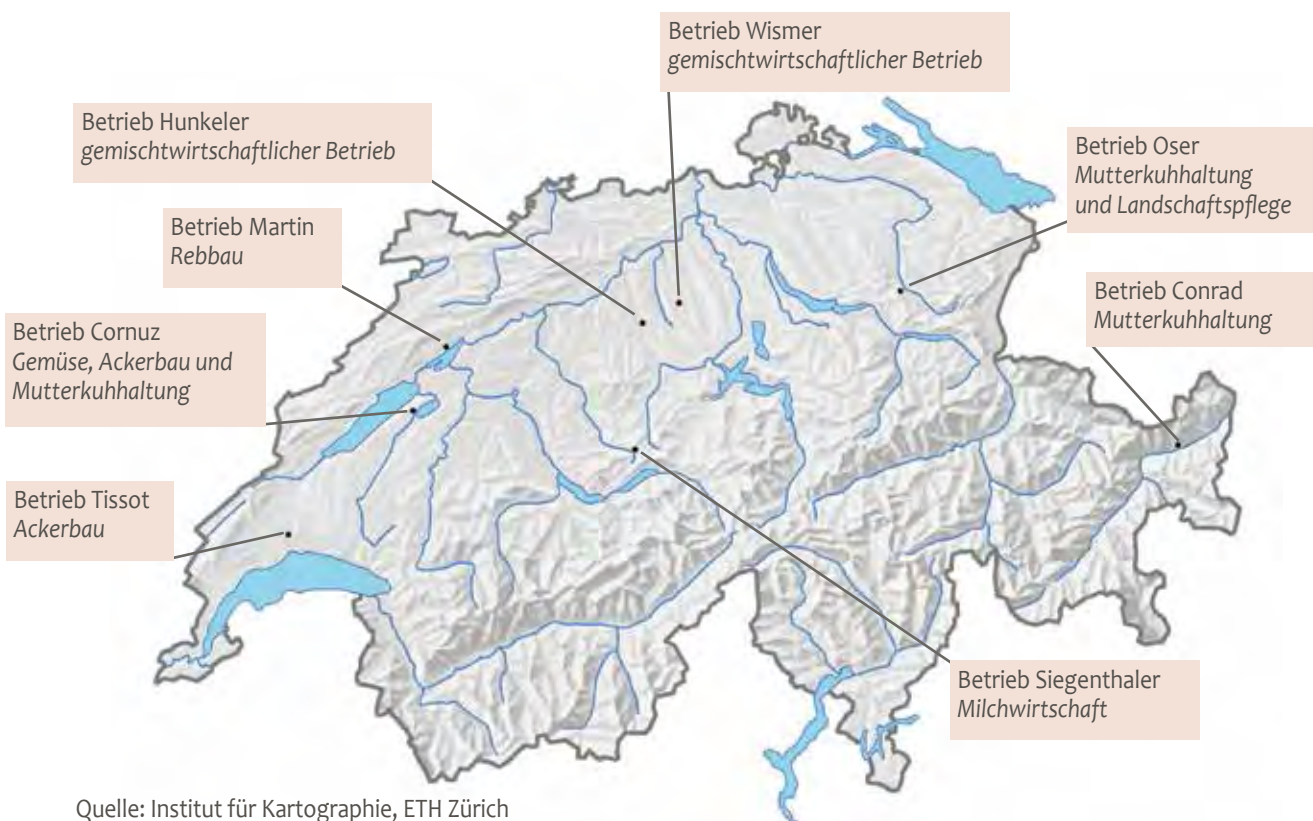 Betrieb Wismer
gemischtwirtschaftlicher Betrieb
Betrieb Hunkeler
gemischtwirtschaftlicher Betrieb
Betrieb Oser
Mutterkuhhaltung
und Landschaftspflege
Betrieb Martin
Rebbau
Betrieb Conrad
Mutterkuhhaltung
Betrieb Cornuz
Gemüse, Ackerbau und
Mutterkuhhaltung
Betrieb Tissot
Ackerbau
Betrieb Siegenthaler
Milchwirtschaft
Quelle: Institut für Kartographie, ETH Zürich